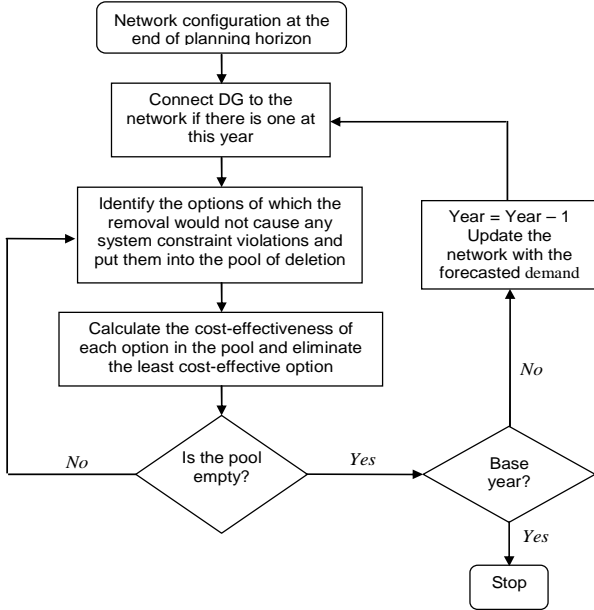 Network configuration at the
end of planning horizon
Connect DG to the
network if there is one at
this year
Identify the options of which the
removal would not cause any
system constraint violations and
put them into the pool of deletion
Year = Year – 1
Update the
network with the
forecasted demand
Calculate the cost-effectiveness of
each option in the pool and eliminate
the least cost-effective option
No
No
Is the pool
empty?
Yes
Base
year?
Yes
Stop